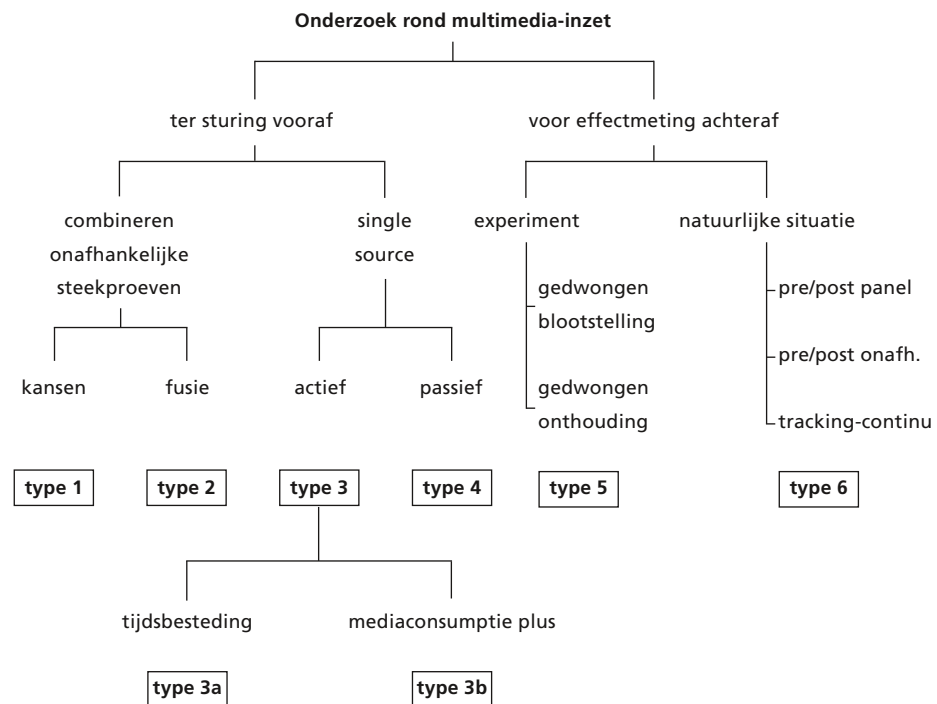 Onderzoek rond multimedia-inzet
ter sturing vooraf
voor effectmeting achteraf
combineren
onafhankelijke
steekproeven
single
source
experiment
natuurlijke situatie
gedwongen
blootstelling
pre/post panel
pre/post onafh.
kansen
fusie
actief
passief
gedwongen
onthouding
tracking-continu
type 1
type 2
type 3
type 4
type 5
type 6
tijdsbesteding
mediaconsumptie plus
type 3a
type 3b